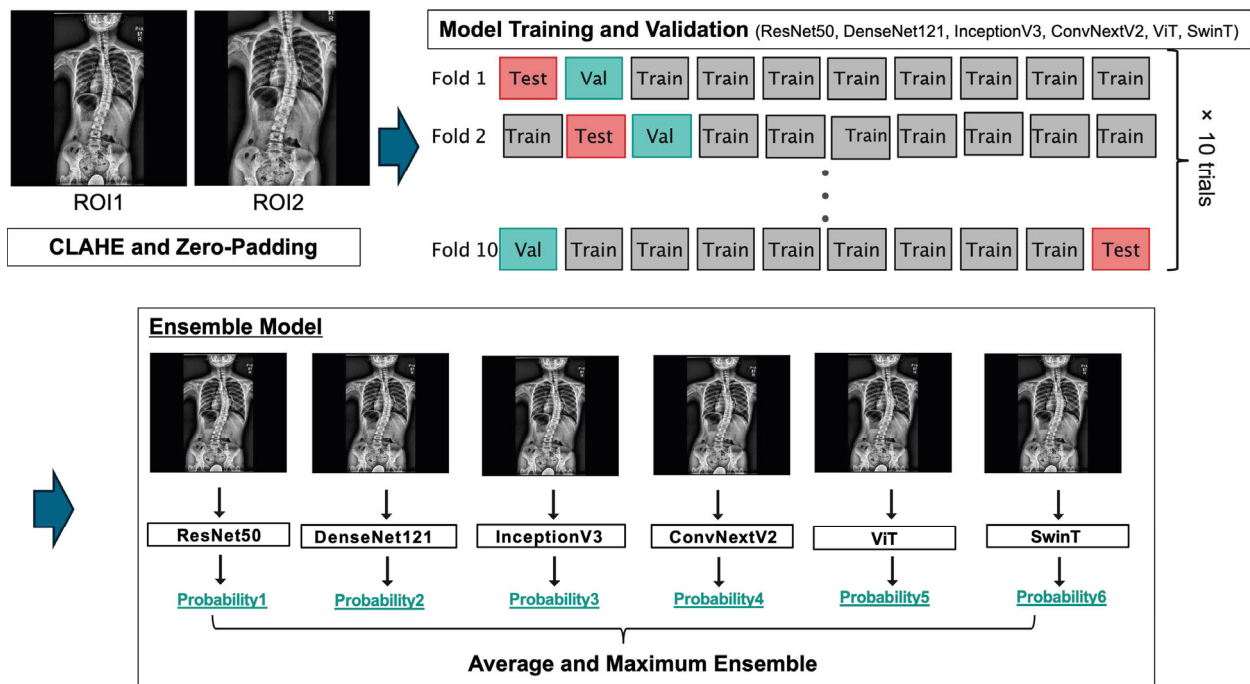 ROI1 ROI2
CLAHE and Zero-Padding
Model Training and Validation (ResNet50, DenseNet121, InceptionV3, ConvNextV2, ViT, SwinT)
Fold 1 Test Val Train Train Train Train Train Train Train Train
Fold 2 Train Test Val Train Train Train Train Train Train Train
Fold 10 Val Train Train Train Train Train Train Train Train Test
× 10 trials
Ensemble Model
ResNet50 DenseNet121 InceptionV3 ConvNextV2 ViT SwinT
Probability1 Probability2 Probability3 Probability4 Probability5 Probability6
Average and Maximum Ensemble